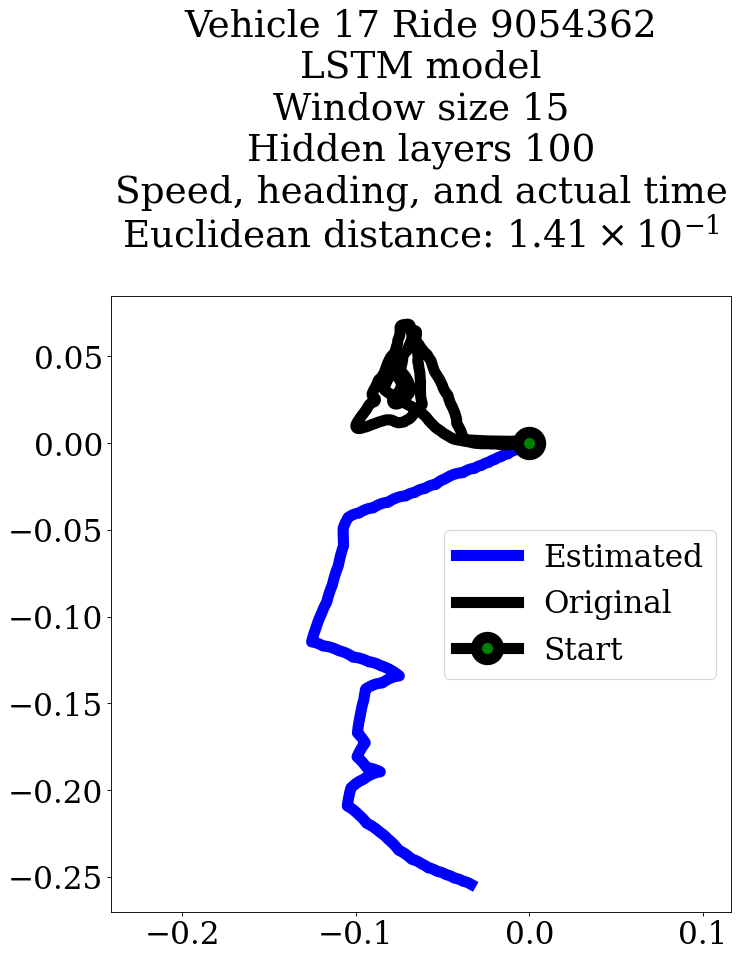 Vehicle 17 Ride 9054362
LSTM model
Window size 15
Hidden layers 100
Speed, heading, and actual time
Euclidean distance: 1.41 × 10⁻¹
0.05
0.00
−0.05
−0.10
−0.15
−0.20
−0.25
Estimated
Original
Start
−0.2 −0.1 0.0 0.1